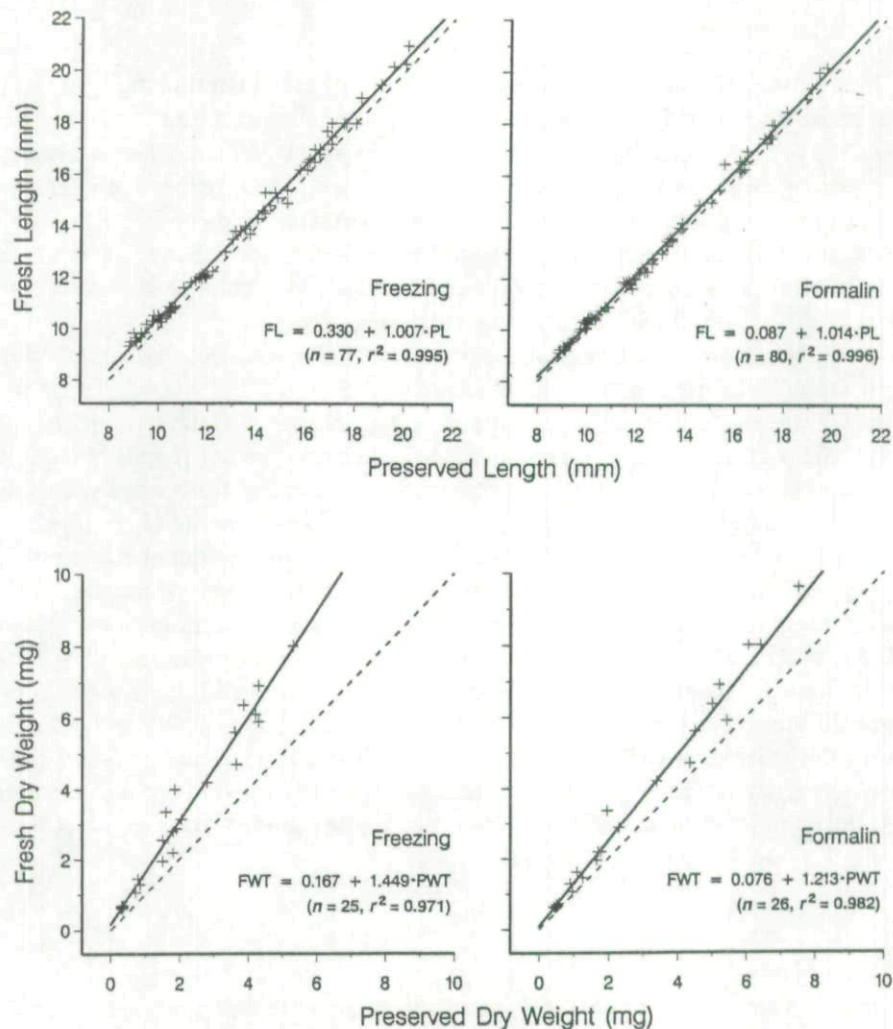 22
20
18
16
14
12
10
8
Fresh Length (mm)
Freezing
FL = 0.330 + 1.007·PL
(n = 77, r² = 0.995)
8 10 12 14 16 18 20 22
Formalin
FL = 0.087 + 1.014·PL
(n = 80, r² = 0.996)
8 10 12 14 16 18 20 22
Preserved Length (mm)
10
8
6
4
2
0
Fresh Dry Weight (mg)
Freezing
FWT = 0.167 + 1.449·PWT
(n = 25, r² = 0.971)
0 2 4 6 8 10
Formalin
FWT = 0.076 + 1.213·PWT
(n = 26, r² = 0.982)
0 2 4 6 8 10
Preserved Dry Weight (mg)